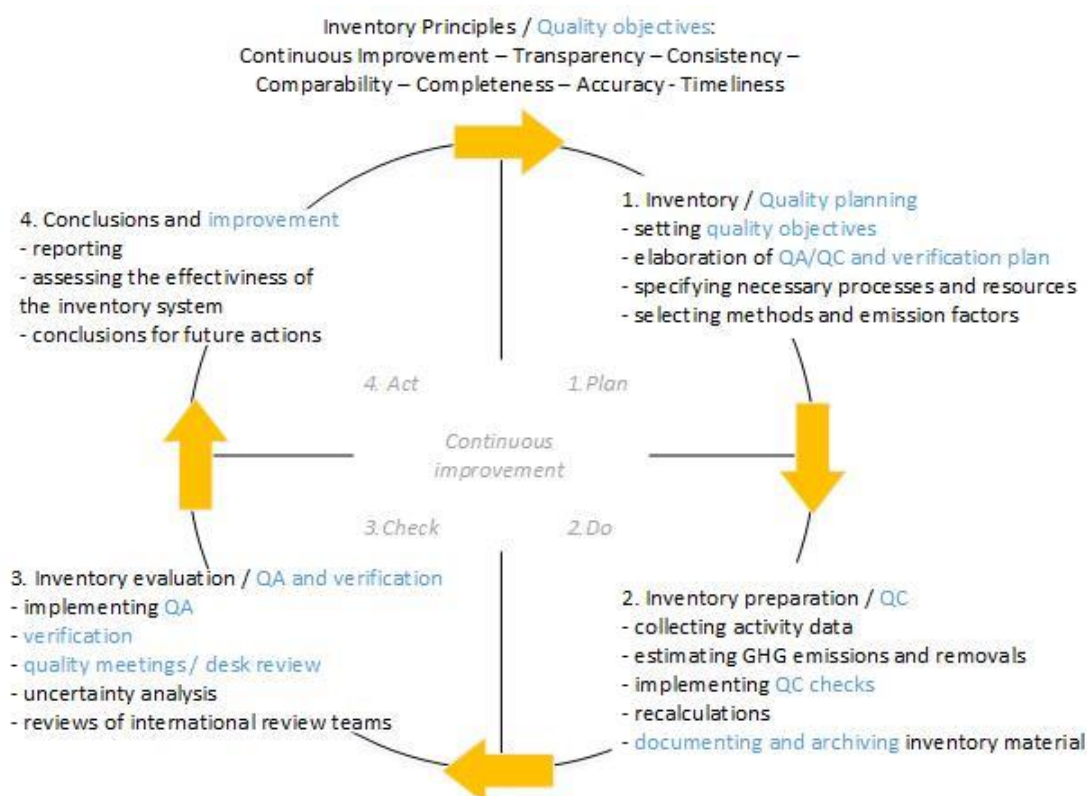 Inventory Principles / Quality objectives:
Continuous Improvement – Transparency – Consistency –
Comparability – Completeness – Accuracy - Timeliness
1. Inventory / Quality planning
- setting quality objectives
- elaboration of QA/QC and verification plan
- specifying necessary processes and resources
- selecting methods and emission factors
4. Conclusions and improvement
- reporting
- assessing the effectiviness of
the inventory system
- conclusions for future actions
4. Act
1.Plan
Continuous
improvement
3.Check
2.Do
3. Inventory evaluation / QA and verification
- implementing QA
- verification
- quality meetings / desk review
- uncertainty analysis
- reviews of international review teams
2. Inventory preparation / QC
- collecting activity data
- estimating GHG emissions and removals
- implementing QC checks
- recalculations
- documenting and archiving inventory material